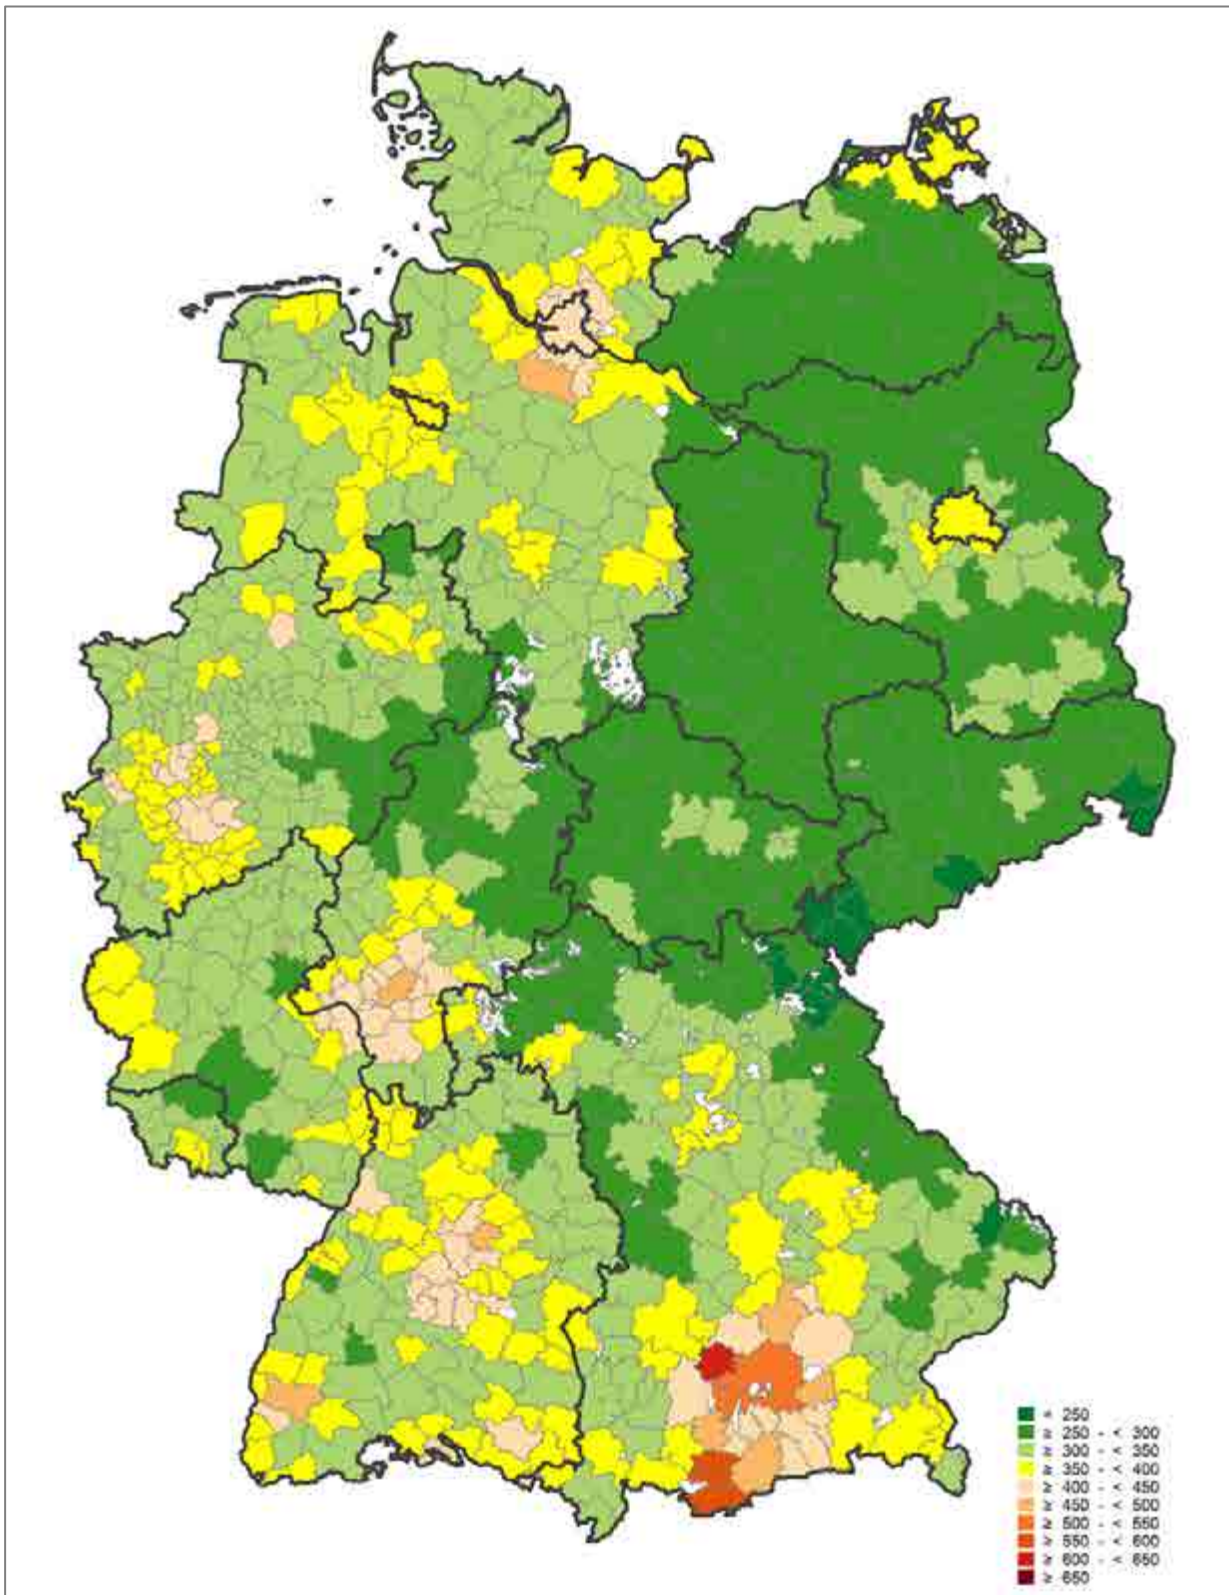 < 250
≥ 250 - < 300
≥ 300 - < 350
≥ 350 - < 400
≥ 400 - < 450
≥ 450 - < 500
≥ 500 - < 550
≥ 550 - < 600
≥ 600 - < 650
≥ 650